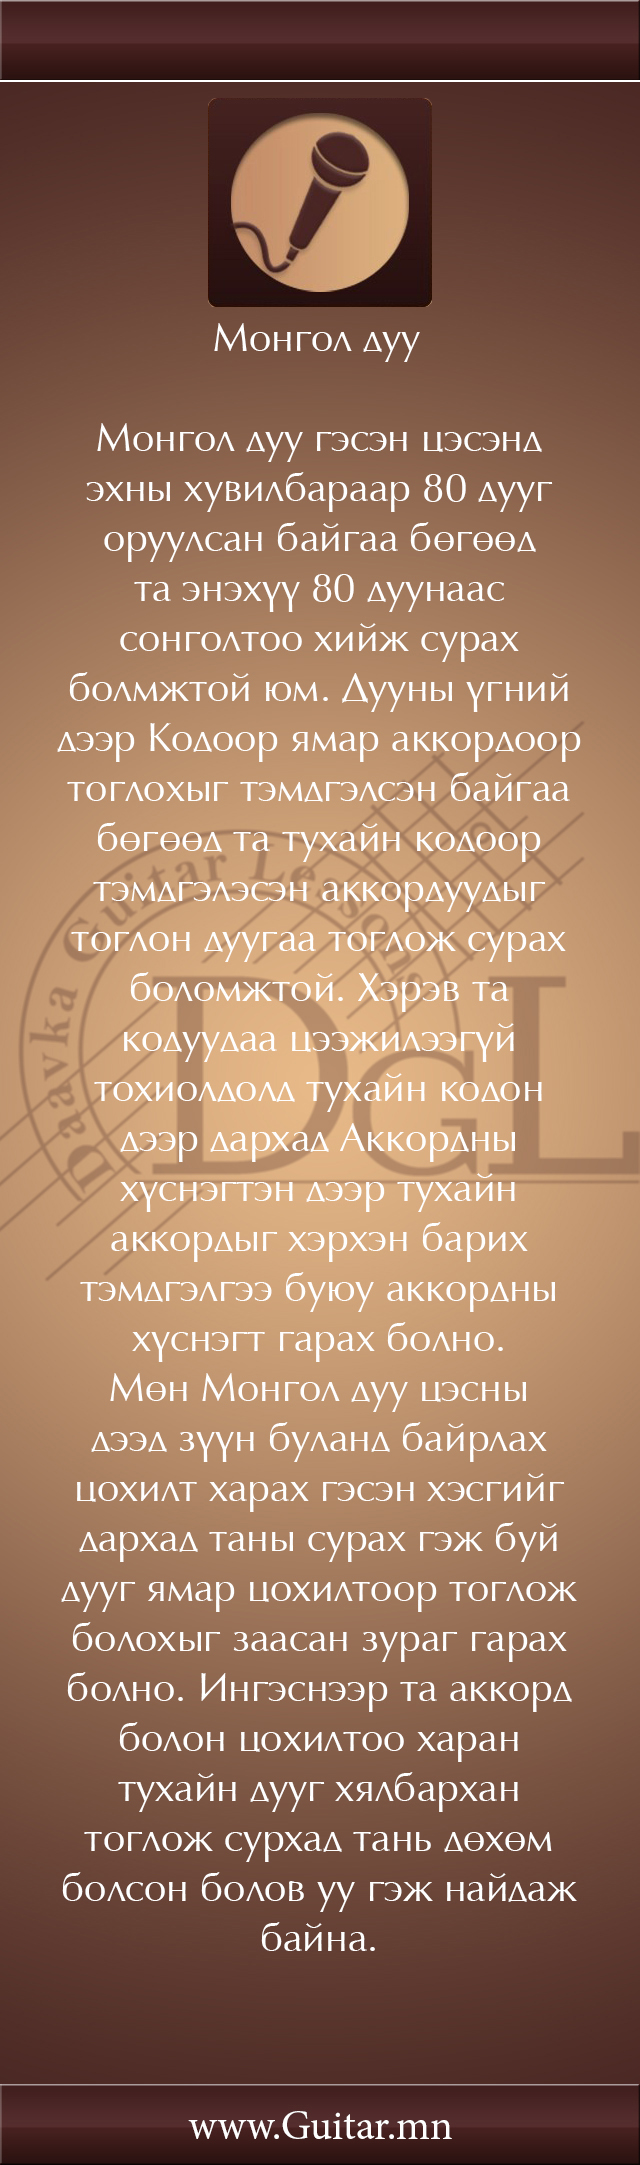 Монгол дуу
Монгол дуу гэсэн цэсэнд
эхны хувилбараар 80 дууг
оруулсан байгаа бөгөөд
та энэхүү 80 дуунаас
сонголтоо хийж сурах
болмжтой юм. Дууны үгний
дээр Кодоор ямар аккордоор
тоглохыг тэмдгэлсэн байгаа
бөгөөд та тухайн кодоор
тэмдгэлэсэн аккордуудыг
тоглон дуугаа тоглож сурах
боломжтой. Хэрэв та
кодуудаа цээжилээгүй
тохиолдолд тухайн кодон
дээр дархад Аккордны
хүснэгтэн дээр тухайн
аккордыг хэрхэн барих
тэмдгэлгээ буюу аккордны
хүснэгт гарах болно.
Мөн Монгол дуу цэсны
дээд зүүн буланд байрлах
цохилт харах гэсэн хэсгийг
дархад таны сурах гэж буй
дууг ямар цохилтоор тоглож
болохыг заасан зураг гарах
болно. Ингэснээр та аккорд
болон цохилтоо харан
тухайн дууг хялбархан
тоглож сурхад тань дөхөм
болсон болов уу гэж найдаж
байна.
Daavka Guitar Lessons
DGL
www.Guitar.mn